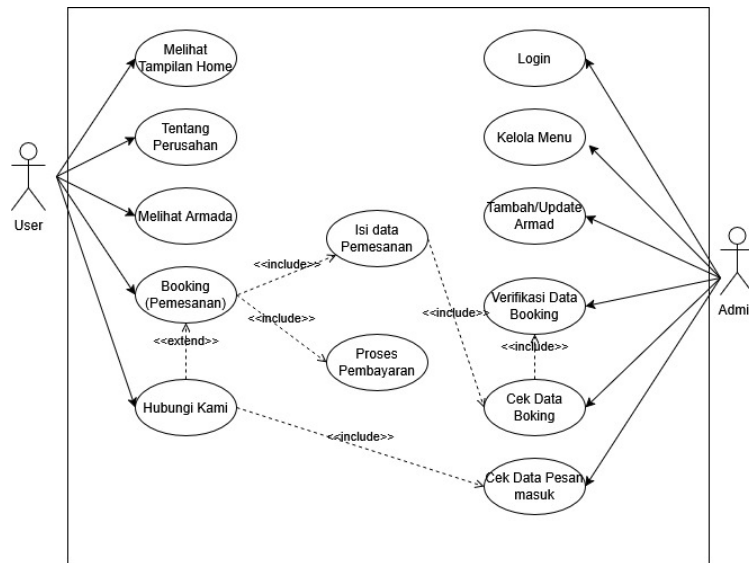 Melihat
Tampilan Home
Login
Tentang
Perusahan
Kelola Menu
User
Melihat Armada
Tambah/Update
Armad
Isi data
Pemesanan
<<include>>
Booking
(Pemesanan)
Verifikasi Data
Booking
Admi
<<include>>
<<include>>
<<extend>>
<<include>>
Proses
Pembayaran
Hubungi Kami
Cek Data
Boking
<<include>>
Cek Data Pesan
masuk